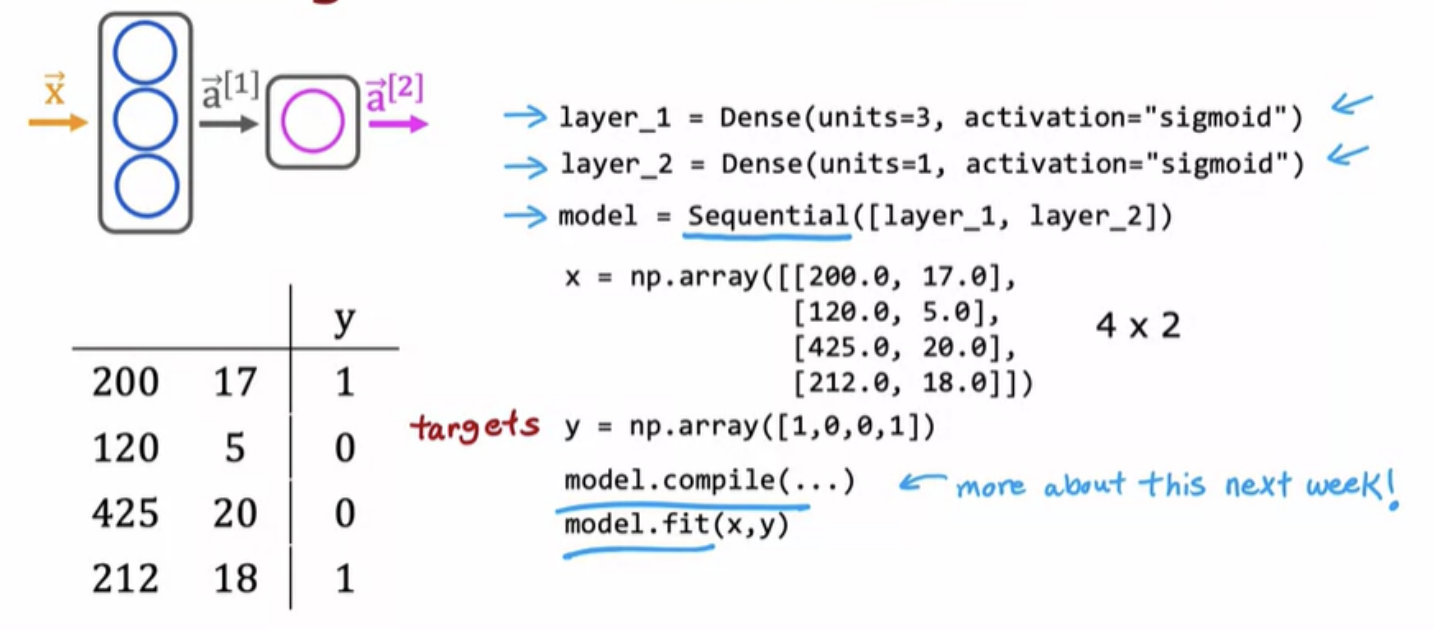 x⃗
a⃗[1]
a⃗[2]
→ layer_1 = Dense(units=3, activation="sigmoid") ←
→ layer_2 = Dense(units=1, activation="sigmoid") ←
→ model = Sequential([layer_1, layer_2])
x = np.array([[200.0, 17.0],
[120.0, 5.0],
[425.0, 20.0],
[212.0, 18.0]])
4 x 2
y
200 17 1
120 5 0
425 20 0
212 18 1
targets y = np.array([1,0,0,1])
model.compile(...) ← more about this next week!
model.fit(x,y)